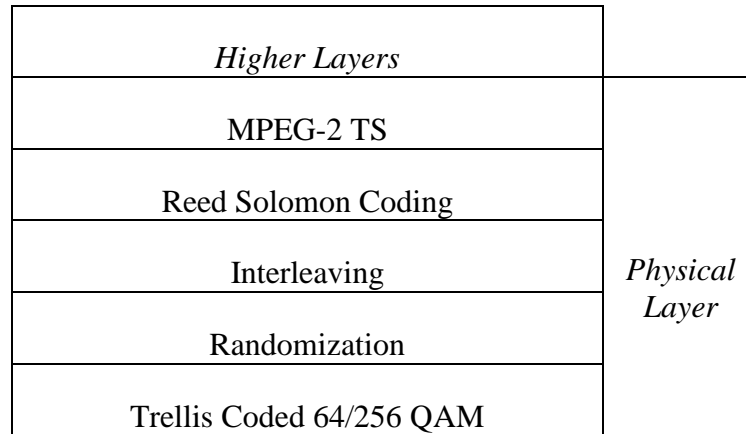 Higher Layers
MPEG-2 TS
Reed Solomon Coding
Interleaving
Physical
Layer
Randomization
Trellis Coded 64/256 QAM